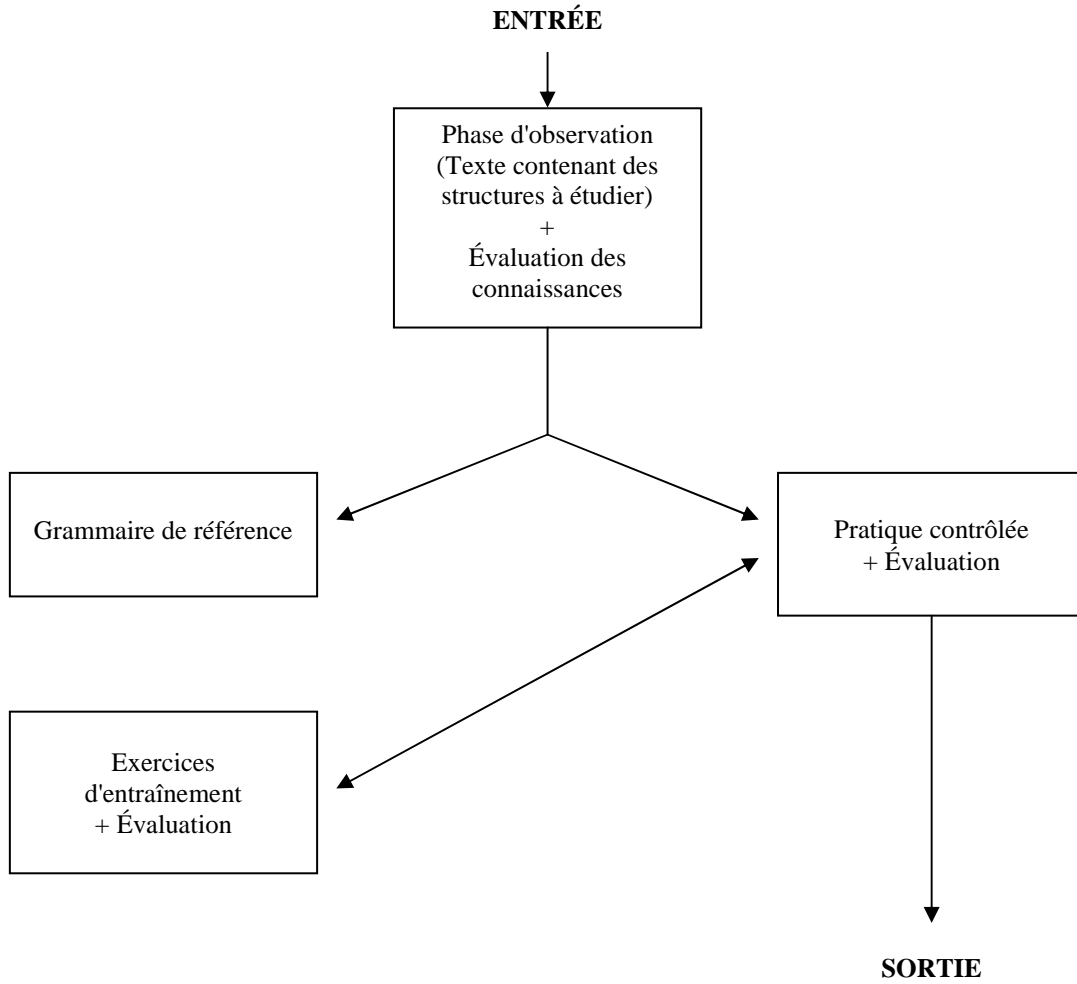 ENTRÉE
Phase d'observation
(Texte contenant des
structures à étudier)
+
Évaluation des
connaissances
Grammaire de référence
Pratique contrôlée
+ Évaluation
Exercices
d'entraînement
+ Évaluation
SORTIE